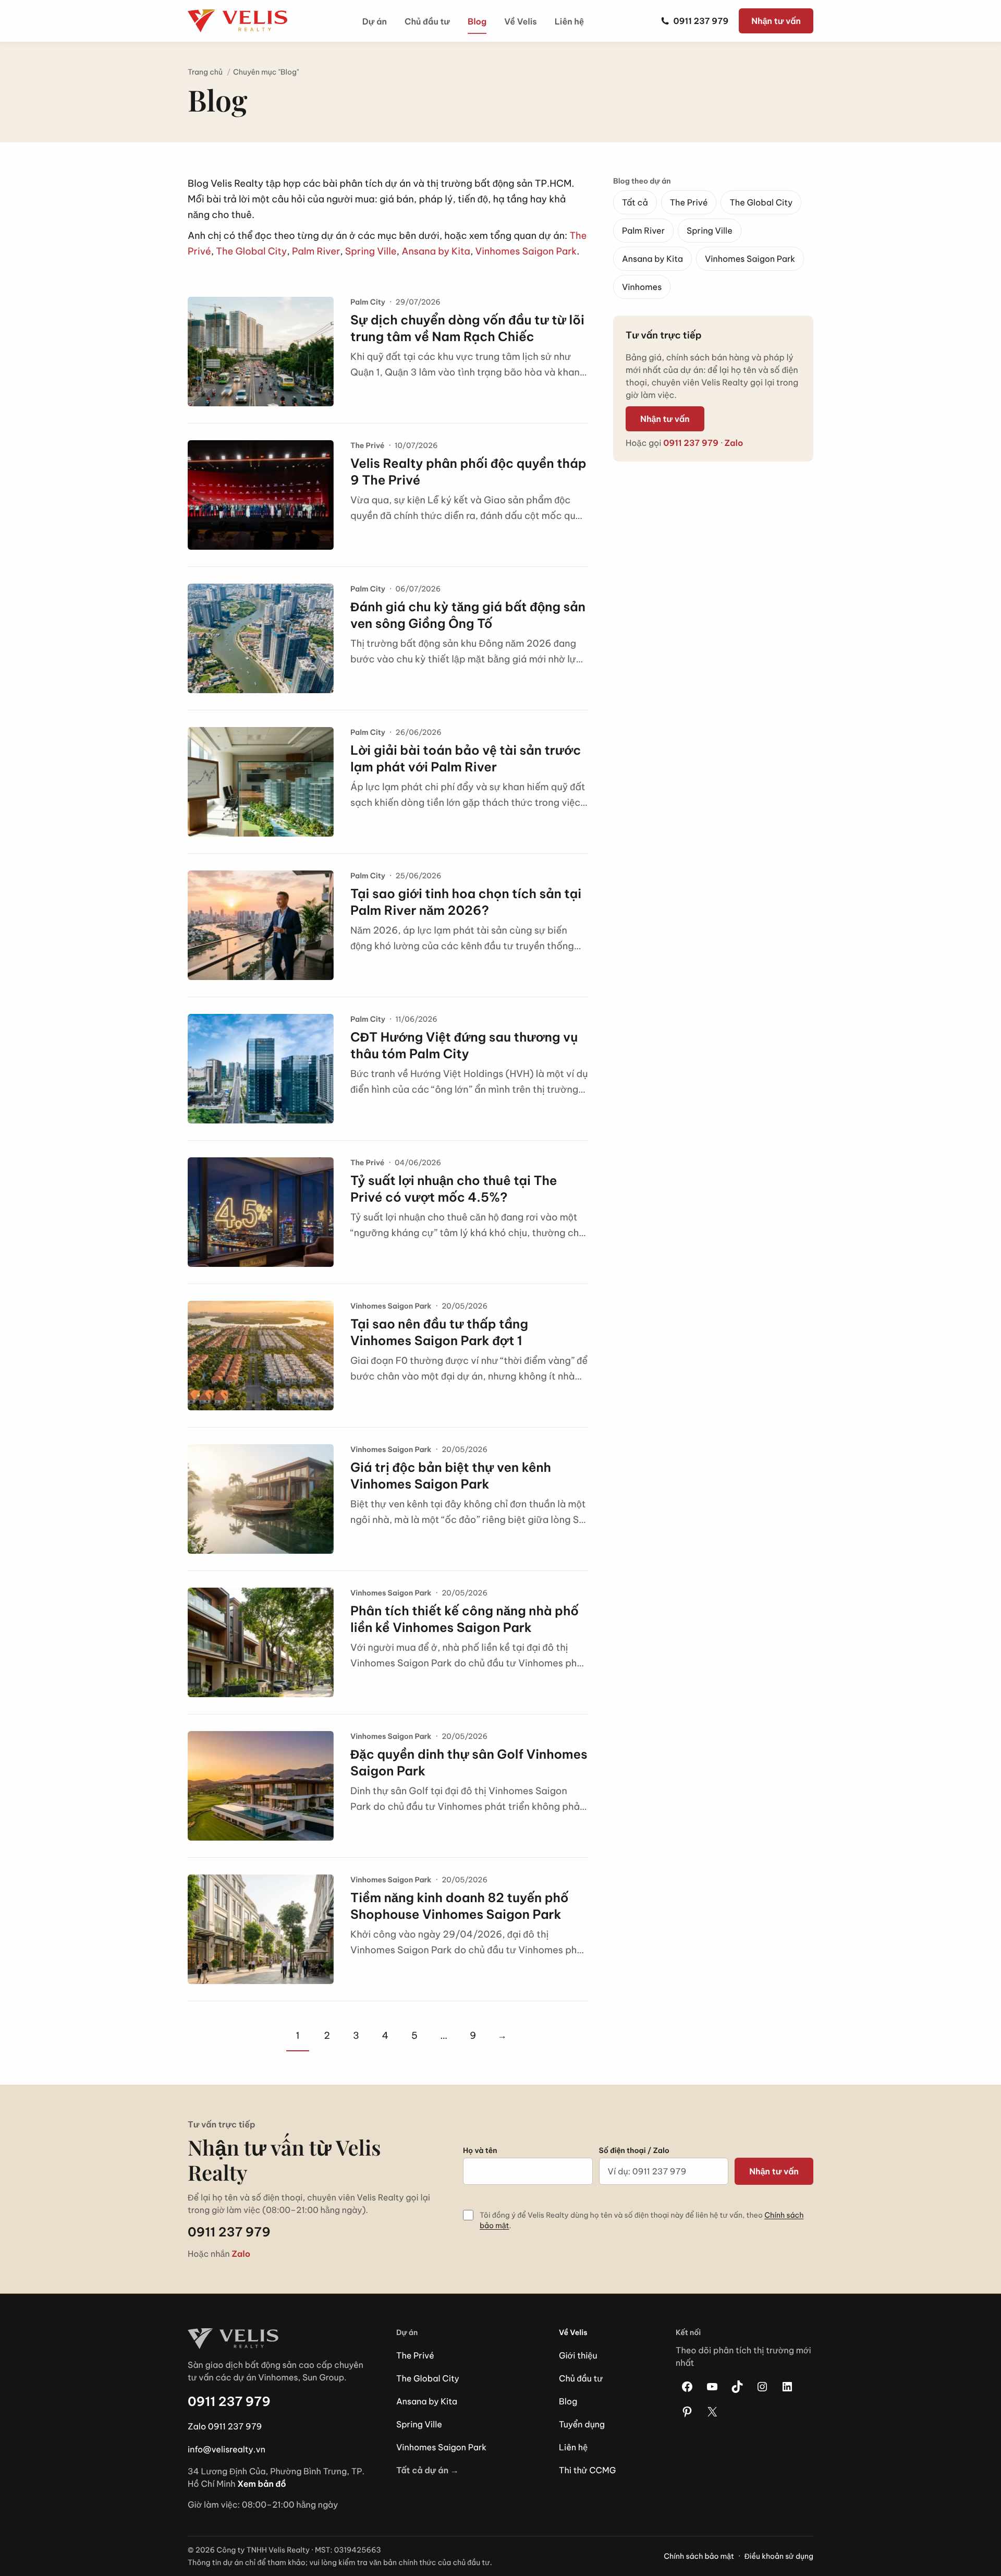 VELIS
REALTY
Dự án
Chủ đầu tư
Blog
Về Velis
Liên hệ
0911 237 979
Nhận tư vấn
Trang chủ / Chuyên mục "Blog"
Blog
Blog Velis Realty tập hợp các bài phân tích dự án và thị trường bất động sản TP.HCM.
Mỗi bài trả lời một câu hỏi của người mua: giá bán, pháp lý, tiến độ, hạ tầng hay khả
năng cho thuê.
Anh chị có thể đọc theo từng dự án ở các mục bên dưới, hoặc xem tổng quan dự án: The
Privé, The Global City, Palm River, Spring Ville, Ansana by Kita, Vinhomes Saigon Park.
Blog theo dự án
Tất cả
The Privé
The Global City
Palm River
Spring Ville
Ansana by Kita
Vinhomes Saigon Park
Vinhomes
Tư vấn trực tiếp
Bảng giá, chính sách bán hàng và pháp lý
mới nhất của dự án: để lại họ tên và số điện
thoại, chuyên viên Velis Realty gọi lại trong
giờ làm việc.
Nhận tư vấn
Hoặc gọi 0911 237 979 · Zalo
Palm City · 29/07/2026
Sự dịch chuyển dòng vốn đầu tư từ lõi
trung tâm về Nam Rạch Chiếc
Khi quỹ đất tại các khu vực trung tâm lịch sử như
Quận 1, Quận 3 lâm vào tình trạng bão hòa và khan...
The Privé · 10/07/2026
Velis Realty phân phối độc quyền tháp
9 The Privé
Vừa qua, sự kiện Lễ ký kết và Giao sản phẩm độc
quyền đã chính thức diễn ra, đánh dấu cột mốc qu...
Palm City · 06/07/2026
Đánh giá chu kỳ tăng giá bất động sản
ven sông Giồng Ông Tố
Thị trường bất động sản khu Đông năm 2026 đang
bước vào chu kỳ thiết lập mặt bằng giá mới nhờ lự...
Palm City · 26/06/2026
Lời giải bài toán bảo vệ tài sản trước
lạm phát với Palm River
Áp lực lạm phát chi phí đẩy và sự khan hiếm quỹ đất
sạch khiến dòng tiền lớn gặp thách thức trong việc...
Palm City · 25/06/2026
Tại sao giới tinh hoa chọn tích sản tại
Palm River năm 2026?
Năm 2026, áp lực lạm phát tài sản cùng sự biến
động khó lường của các kênh đầu tư truyền thống...
Palm City · 11/06/2026
CĐT Hướng Việt đứng sau thương vụ
thâu tóm Palm City
Bức tranh về Hướng Việt Holdings (HVH) là một ví dụ
điển hình của các “ông lớn” ẩn mình trên thị trường...
4,5%+
The Privé · 04/06/2026
Tỷ suất lợi nhuận cho thuê tại The
Privé có vượt mốc 4.5%?
Tỷ suất lợi nhuận cho thuê căn hộ đang rơi vào một
“ngưỡng kháng cự” tâm lý khá khó chịu, thường ch...
Vinhomes Saigon Park · 20/05/2026
Tại sao nên đầu tư thấp tầng
Vinhomes Saigon Park đợt 1
Giai đoạn F0 thường được ví như “thời điểm vàng” để
bước chân vào một đại dự án, nhưng không ít nhà...
Vinhomes Saigon Park · 20/05/2026
Giá trị độc bản biệt thự ven kênh
Vinhomes Saigon Park
Biệt thự ven kênh tại đây không chỉ đơn thuần là một
ngôi nhà, mà là một “ốc đảo” riêng biệt giữa lòng S...
Vinhomes Saigon Park · 20/05/2026
Phân tích thiết kế công năng nhà phố
liền kề Vinhomes Saigon Park
Với người mua để ở, nhà phố liền kề tại đại đô thị
Vinhomes Saigon Park do chủ đầu tư Vinhomes ph...
Vinhomes Saigon Park · 20/05/2026
Đặc quyền dinh thự sân Golf Vinhomes
Saigon Park
Dinh thự sân Golf tại đại đô thị Vinhomes Saigon
Park do chủ đầu tư Vinhomes phát triển không phả...
Vinhomes Saigon Park · 20/05/2026
Tiềm năng kinh doanh 82 tuyến phố
Shophouse Vinhomes Saigon Park
Khởi công vào ngày 29/04/2026, đại đô thị
Vinhomes Saigon Park do chủ đầu tư Vinhomes ph...
1 2 3 4 5 … 9 →
Tư vấn trực tiếp
Nhận tư vấn từ Velis
Realty
Để lại họ tên và số điện thoại, chuyên viên Velis Realty gọi lại
trong giờ làm việc (08:00–21:00 hằng ngày).
0911 237 979
Hoặc nhắn Zalo
Họ và tên
Số điện thoại / Zalo
Ví dụ: 0911 237 979
Nhận tư vấn
Tôi đồng ý để Velis Realty dùng họ tên và số điện thoại này để liên hệ tư vấn, theo Chính sách
bảo mật.
VELIS
REALTY
Sàn giao dịch bất động sản cao cấp chuyên
tư vấn các dự án Vinhomes, Sun Group.
0911 237 979
Zalo 0911 237 979
info@velisrealty.vn
34 Lương Định Của, Phường Bình Trưng, TP.
Hồ Chí Minh Xem bản đồ
Giờ làm việc: 08:00–21:00 hằng ngày
Dự án
The Privé
The Global City
Ansana by Kita
Spring Ville
Vinhomes Saigon Park
Tất cả dự án →
Về Velis
Giới thiệu
Chủ đầu tư
Blog
Tuyển dụng
Liên hệ
Thi thử CCMG
Kết nối
Theo dõi phân tích thị trường mới
nhất
© 2026 Công ty TNHH Velis Realty · MST: 0319425663
Thông tin dự án chỉ để tham khảo; vui lòng kiểm tra văn bản chính thức của chủ đầu tư.
Chính sách bảo mật · Điều khoản sử dụng